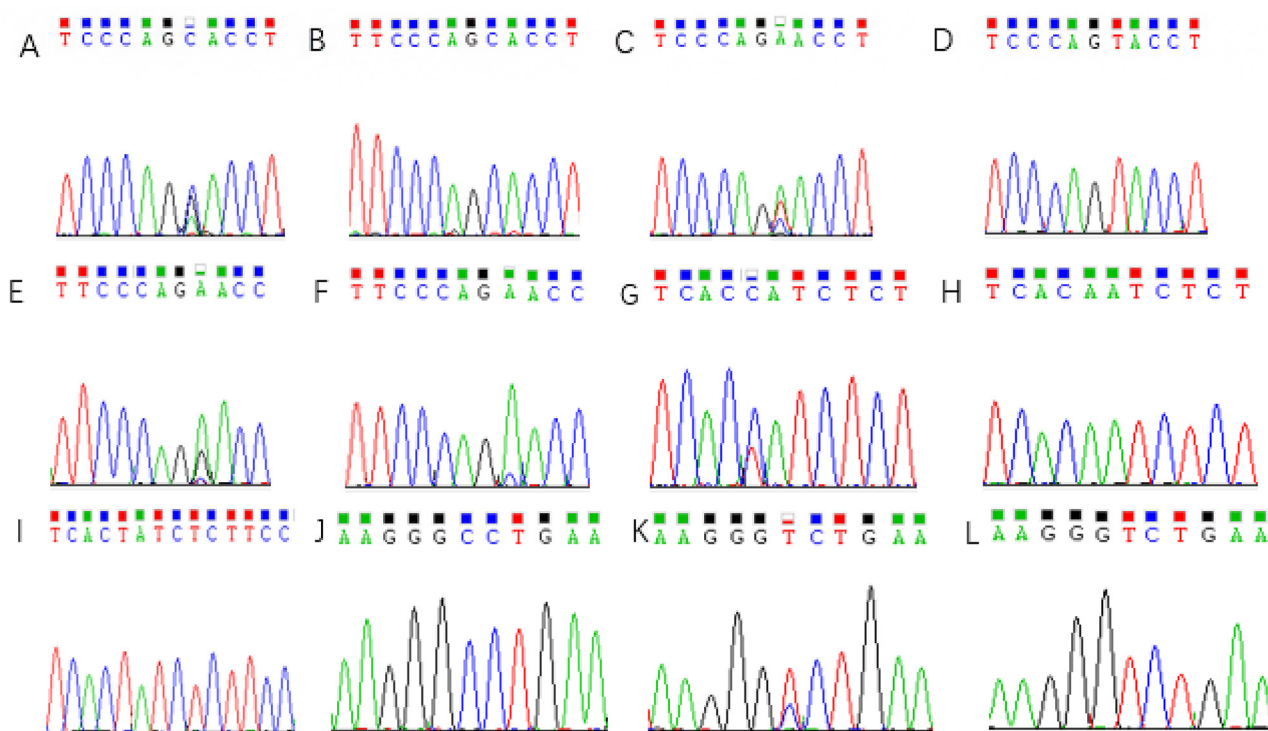 A TCCCAGCACCT
B TTCCCAGCACCT
C TCCCAGAACCT
D TCCCAGTACCT
E TTCCCAGAACC
F TTCCCAGAACC
G TCACCATCTCT
H TCACAATCTCT
I TCACTATCTCTTCC
J AAGGGCCTGAA
K AAGGGTCTGAA
L AAGGGTCTGAA